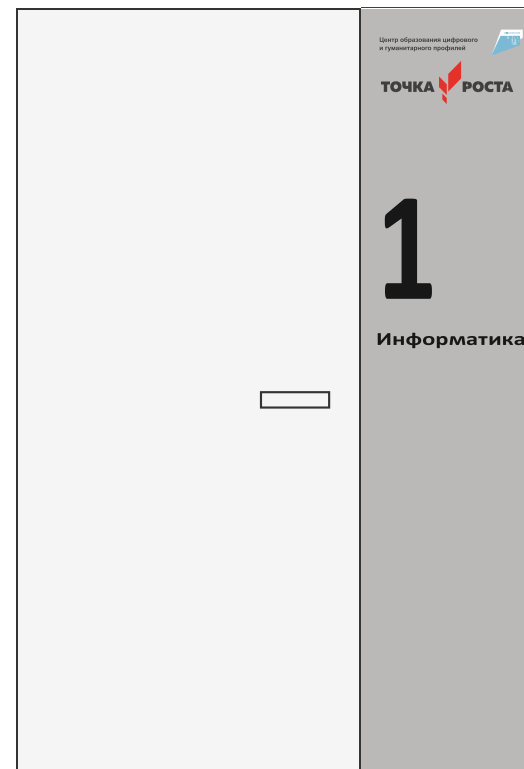 Центр образования цифрового
и гуманитарного профилей
ТОЧКА РОСТА
1
Информатика